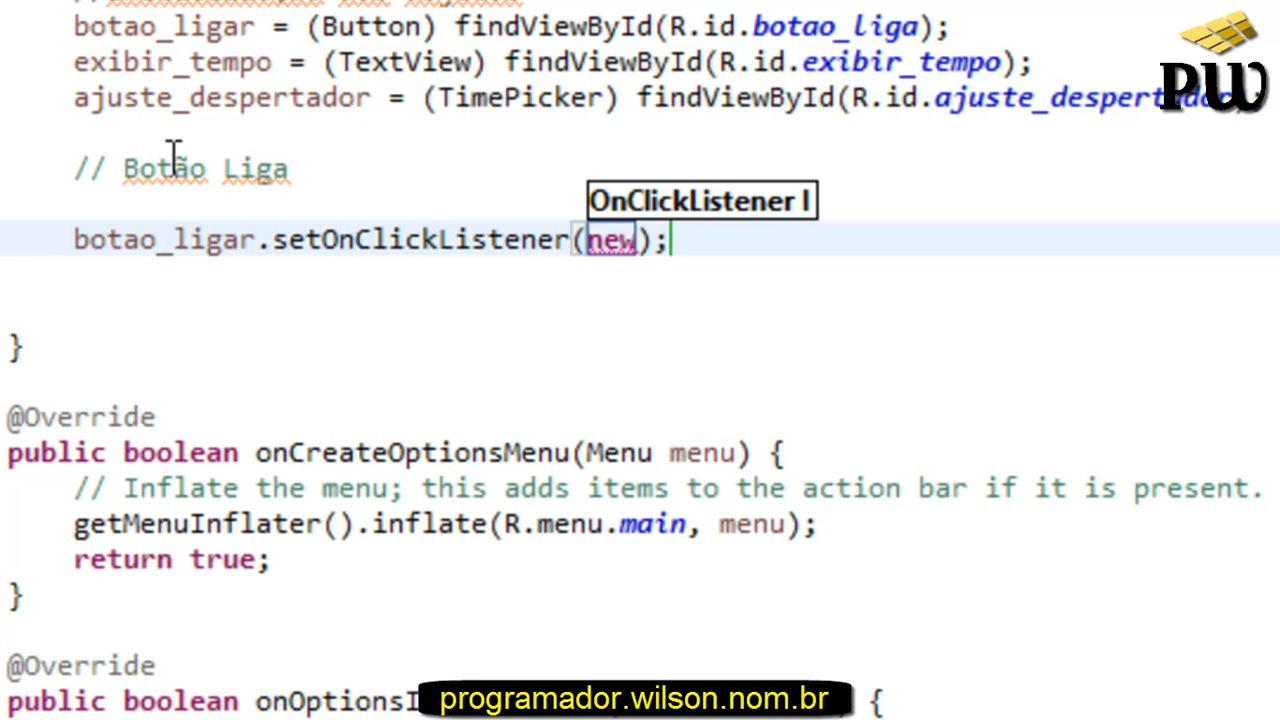 botao_ligar = (Button) findViewById(R.id.botao_liga);
exibir_tempo = (TextView) findViewById(R.id.exibir_tempo);
ajuste_despertador = (TimePicker) findViewById(R.id.ajuste_despertador);
PW
// Botão Liga
OnClickListener l
botao_ligar.setOnClickListener(new);
}
@Override
public boolean onCreateOptionsMenu(Menu menu) {
// Inflate the menu; this adds items to the action bar if it is present.
getMenuInflater().inflate(R.menu.main, menu);
return true;
}
@Override
public boolean onOptionsI {
programador.wilson.nom.br